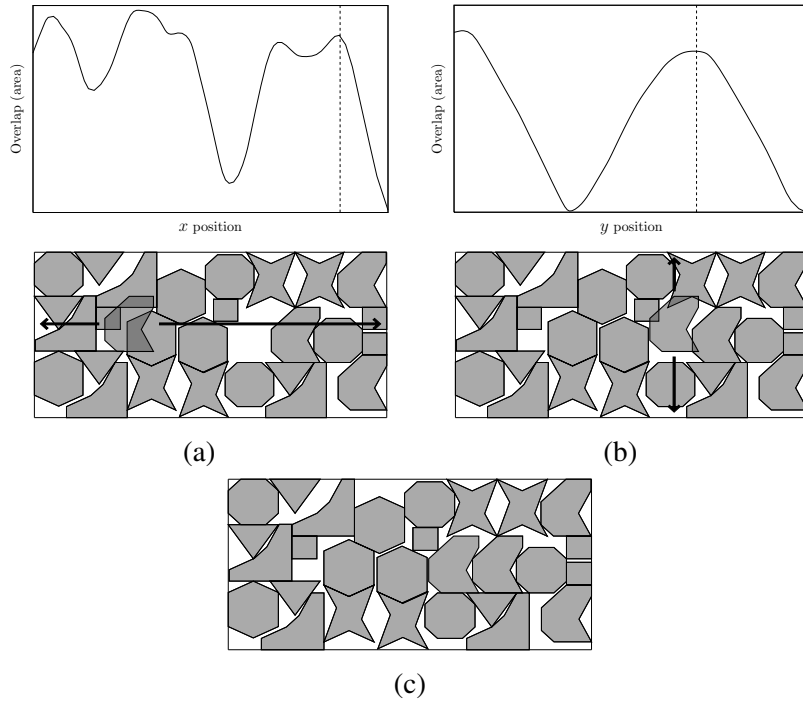 Overlap (area)
x position
Overlap (area)
y position
(a)
(b)
(c)